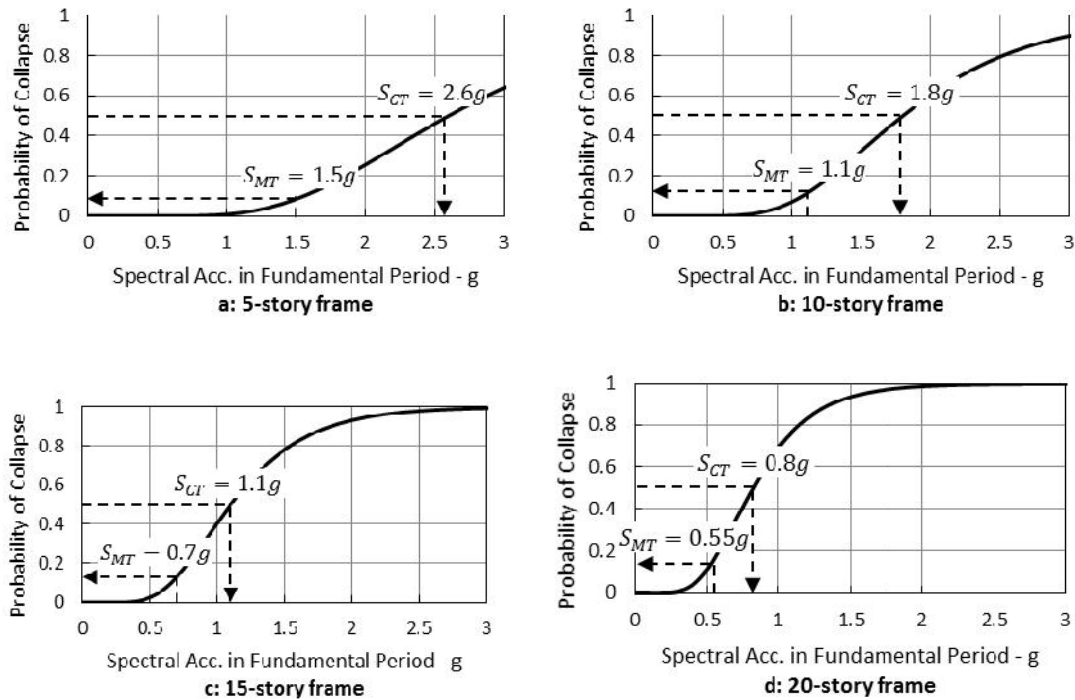 Probability of Collapse
1
0.8
0.6
0.4
0.2
0
S_CT = 2.6g
S_MT = 1.5g
0 0.5 1 1.5 2 2.5 3
Spectral Acc. in Fundamental Period - g
a: 5-story frame
Probability of Collapse
1
0.8
0.6
0.4
0.2
0
S_CT = 1.8g
S_MT = 1.1g
0 0.5 1 1.5 2 2.5 3
Spectral Acc. in Fundamental Period - g
b: 10-story frame
Probability of Collapse
1
0.8
0.6
0.4
0.2
0
S_CT = 1.1g
S_MT − 0.7g
0 0.5 1 1.5 2 2.5 3
Spectral Acc. in Fundamental Period g
c: 15-story frame
Probability of Collapse
1
0.8
0.6
0.4
0.2
0
S_CT = 0.8g
S_MT = 0.55g
0 0.5 1 1.5 2 2.5 3
Spectral Acc. in Fundamental Period - g
d: 20-story frame